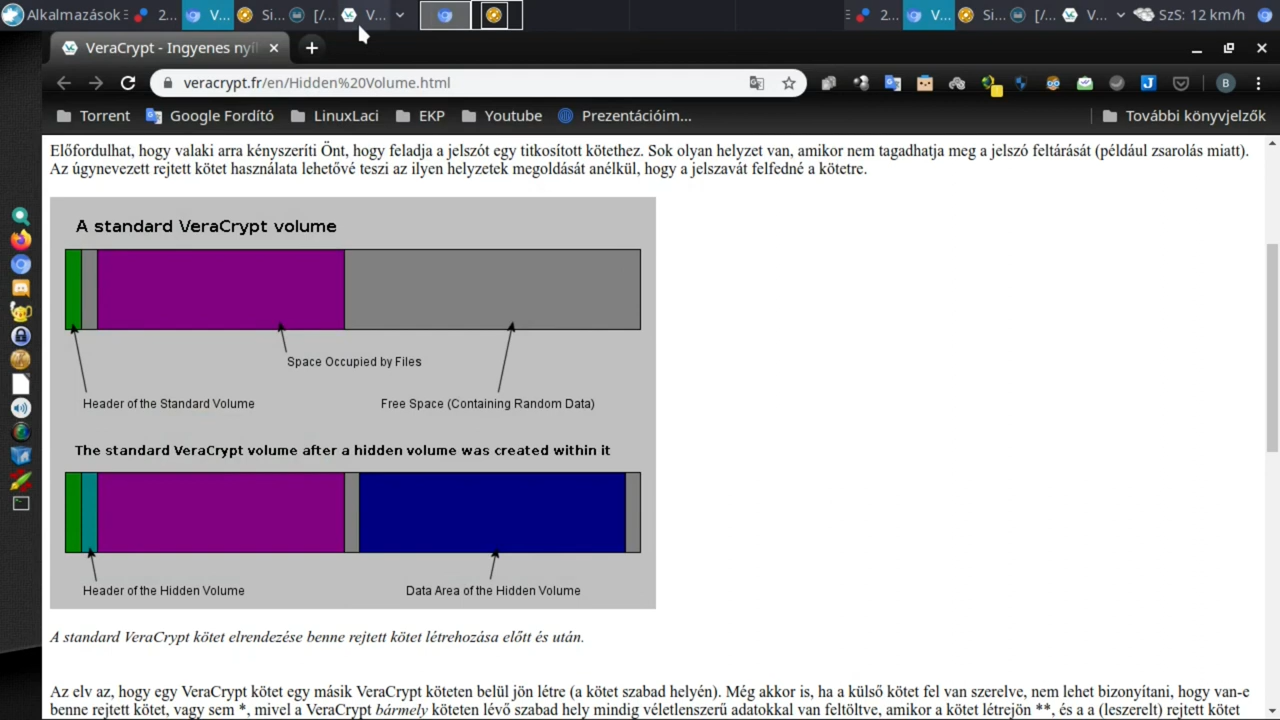 Alkalmazások 2... V... Si... [/... V... 2... V... Si... [/... V... SzS: 12 km/h
VeraCrypt - Ingyenes nyíl
veracrypt.fr/en/Hidden%20Volume.html
Torrent Google Fordító LinuxLaci EKP Youtube Prezentációim... További könyvjelzők
Előfordulhat, hogy valaki arra kényszeríti Önt, hogy feladja a jelszót egy titkosított kötethez. Sok olyan helyzet van, amikor nem tagadhatja meg a jelszó feltárását (például zsarolás miatt).
Az úgynevezett rejtett kötet használata lehetővé teszi az ilyen helyzetek megoldását anélkül, hogy a jelszavát felfedné a kötetre.
A standard VeraCrypt volume
Space Occupied by Files
Header of the Standard Volume
Free Space (Containing Random Data)
The standard VeraCrypt volume after a hidden volume was created within it
Header of the Hidden Volume
Data Area of the Hidden Volume
A standard VeraCrypt kötet elrendezése benne rejtett kötet létrehozása előtt és után.
Az elv az, hogy egy VeraCrypt kötet egy másik VeraCrypt köteten belül jön létre (a kötet szabad helyén). Még akkor is, ha a külső kötet fel van szerelve, nem lehet bizonyítani, hogy van-e
benne rejtett kötet, vagy sem *, mivel a VeraCrypt bármely köteten lévő szabad hely mindig véletlenszerű adatokkal van feltöltve, amikor a kötet létrejön **, és a a (leszerelt) rejtett kötet